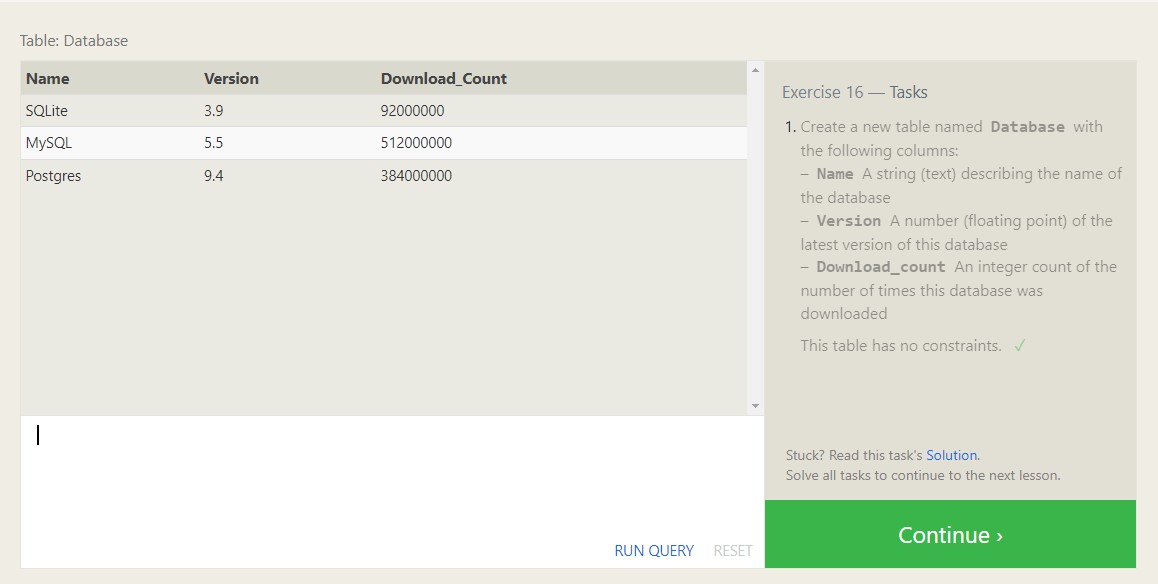 Table: Database
Name Version Download_Count
SQLite 3.9 92000000
MySQL 5.5 512000000
Postgres 9.4 384000000
RUN QUERY RESET
Exercise 16 — Tasks
1. Create a new table named Database with
the following columns:
– Name A string (text) describing the name of
the database
– Version A number (floating point) of the
latest version of this database
– Download_count An integer count of the
number of times this database was
downloaded
This table has no constraints. ✓
Stuck? Read this task's Solution.
Solve all tasks to continue to the next lesson.
Continue ›